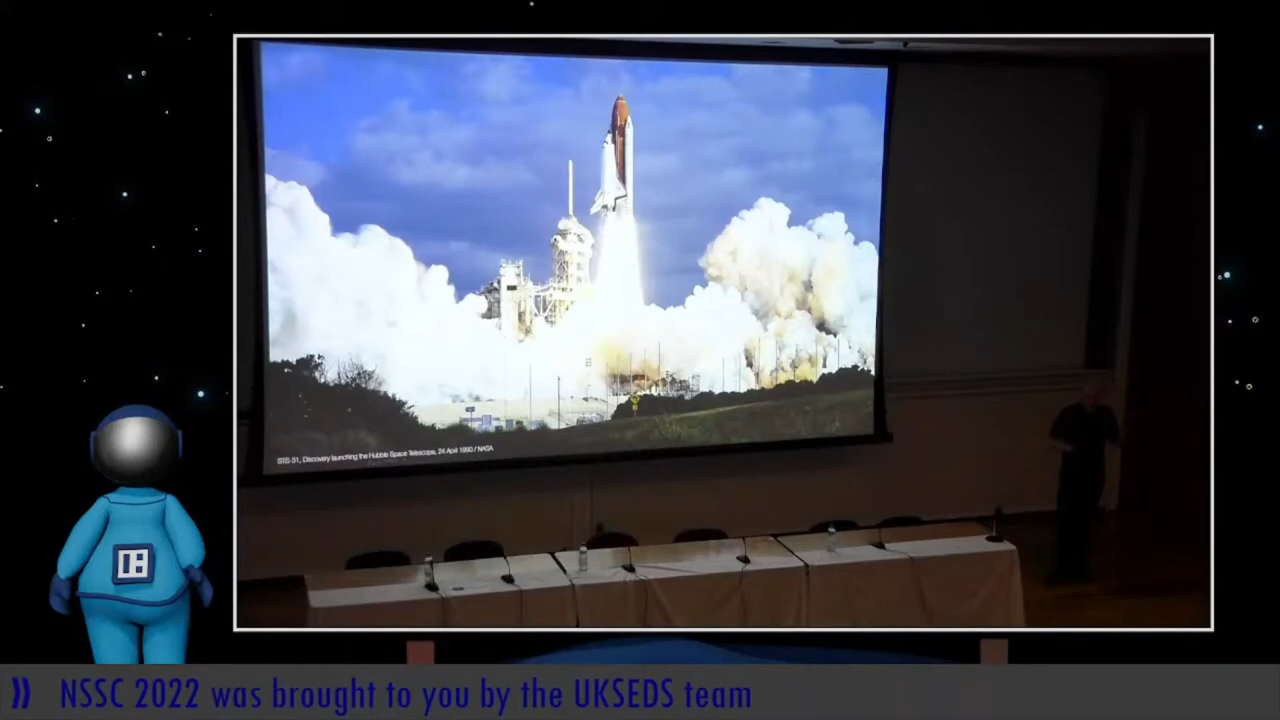 STS-31, Discovery launching the Hubble Space Telescope, 24 April 1990 / NASA
» NSSC 2022 was brought to you by the UKSEDS team